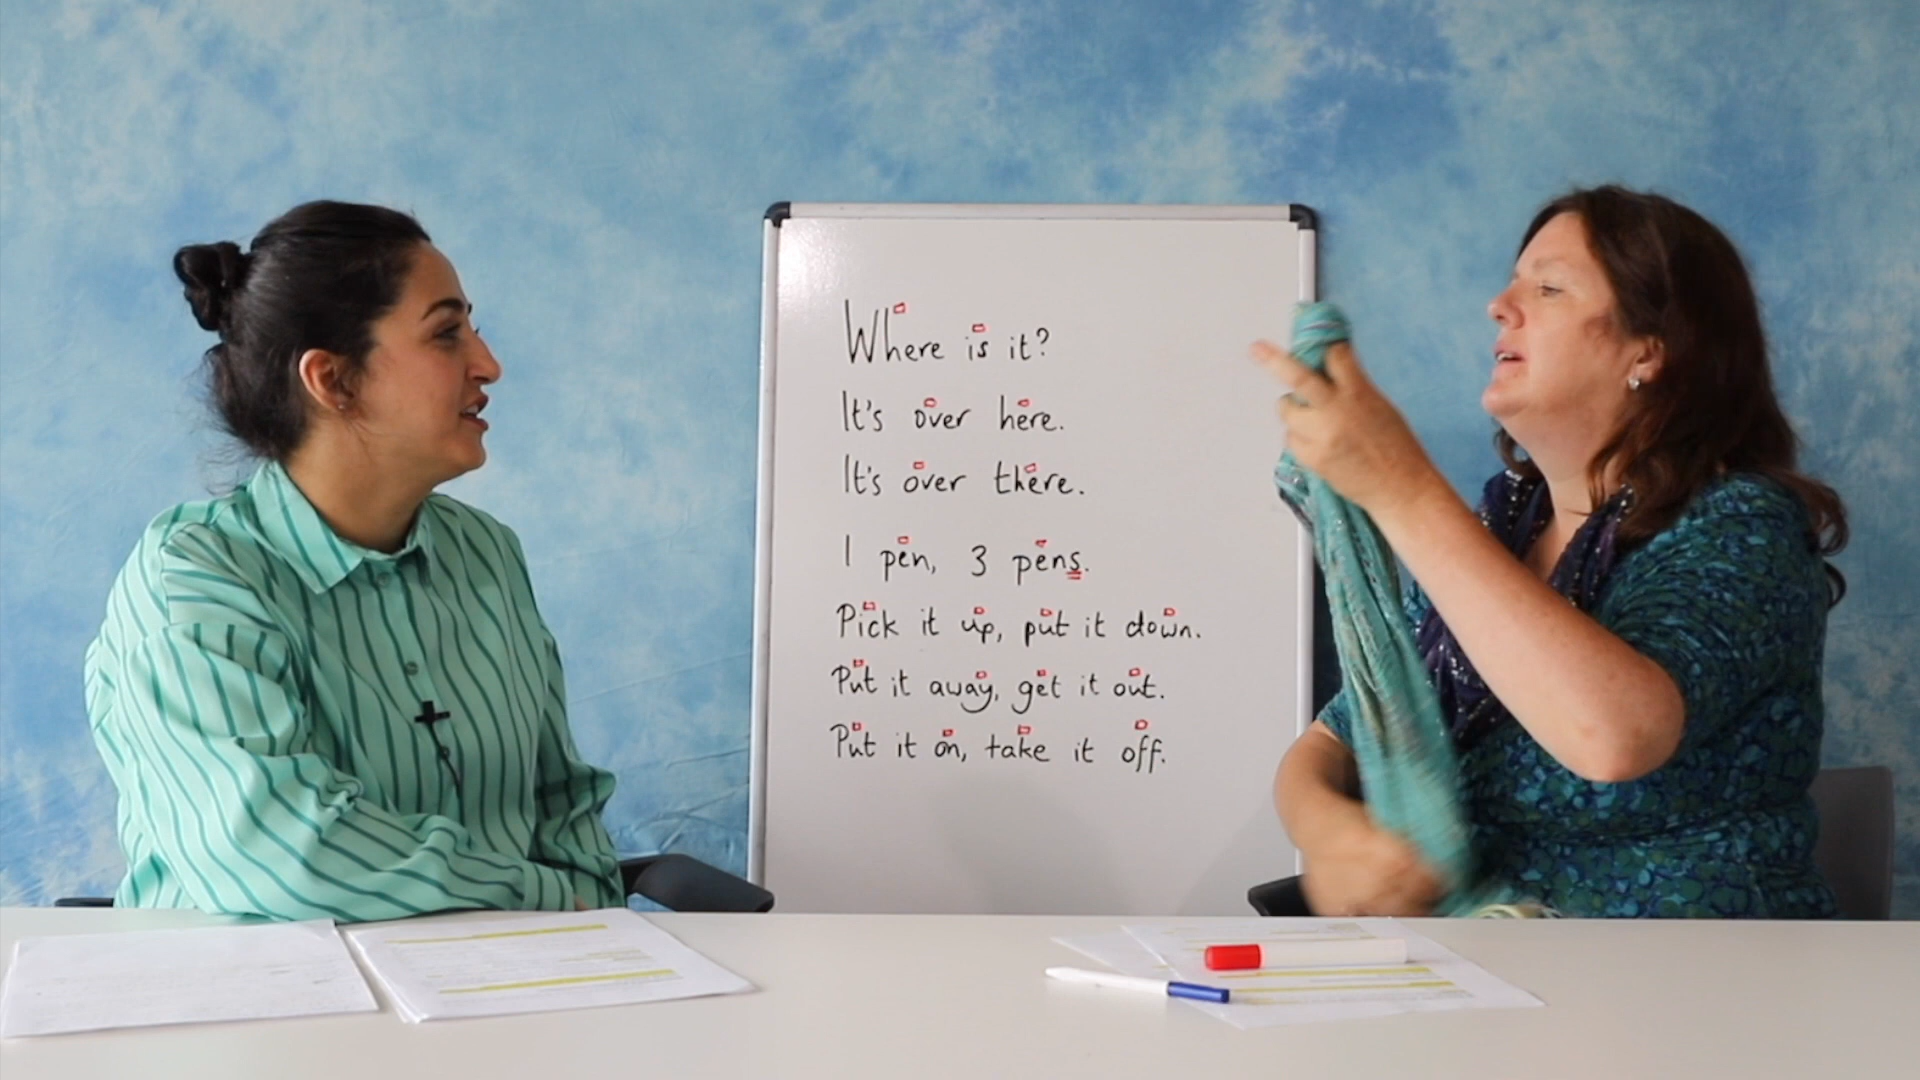 Where is it?
It's over here.
It's over there.
1 pen, 3 pens.
Pick it up, put it down.
Put it away, get it out.
Put it on, take it off.